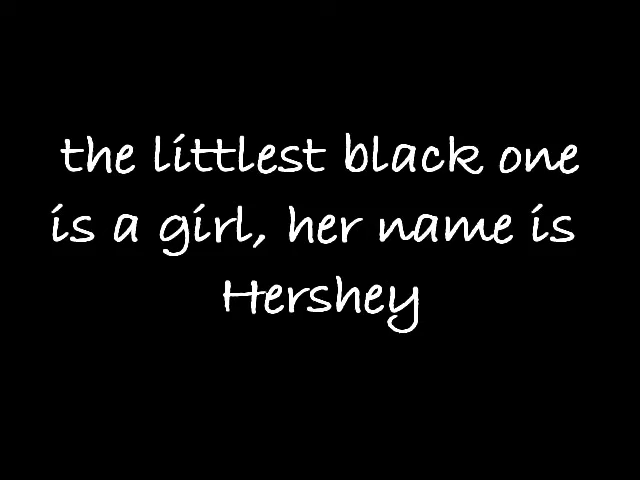 the littlest black one
is a girl, her name is
Hershey